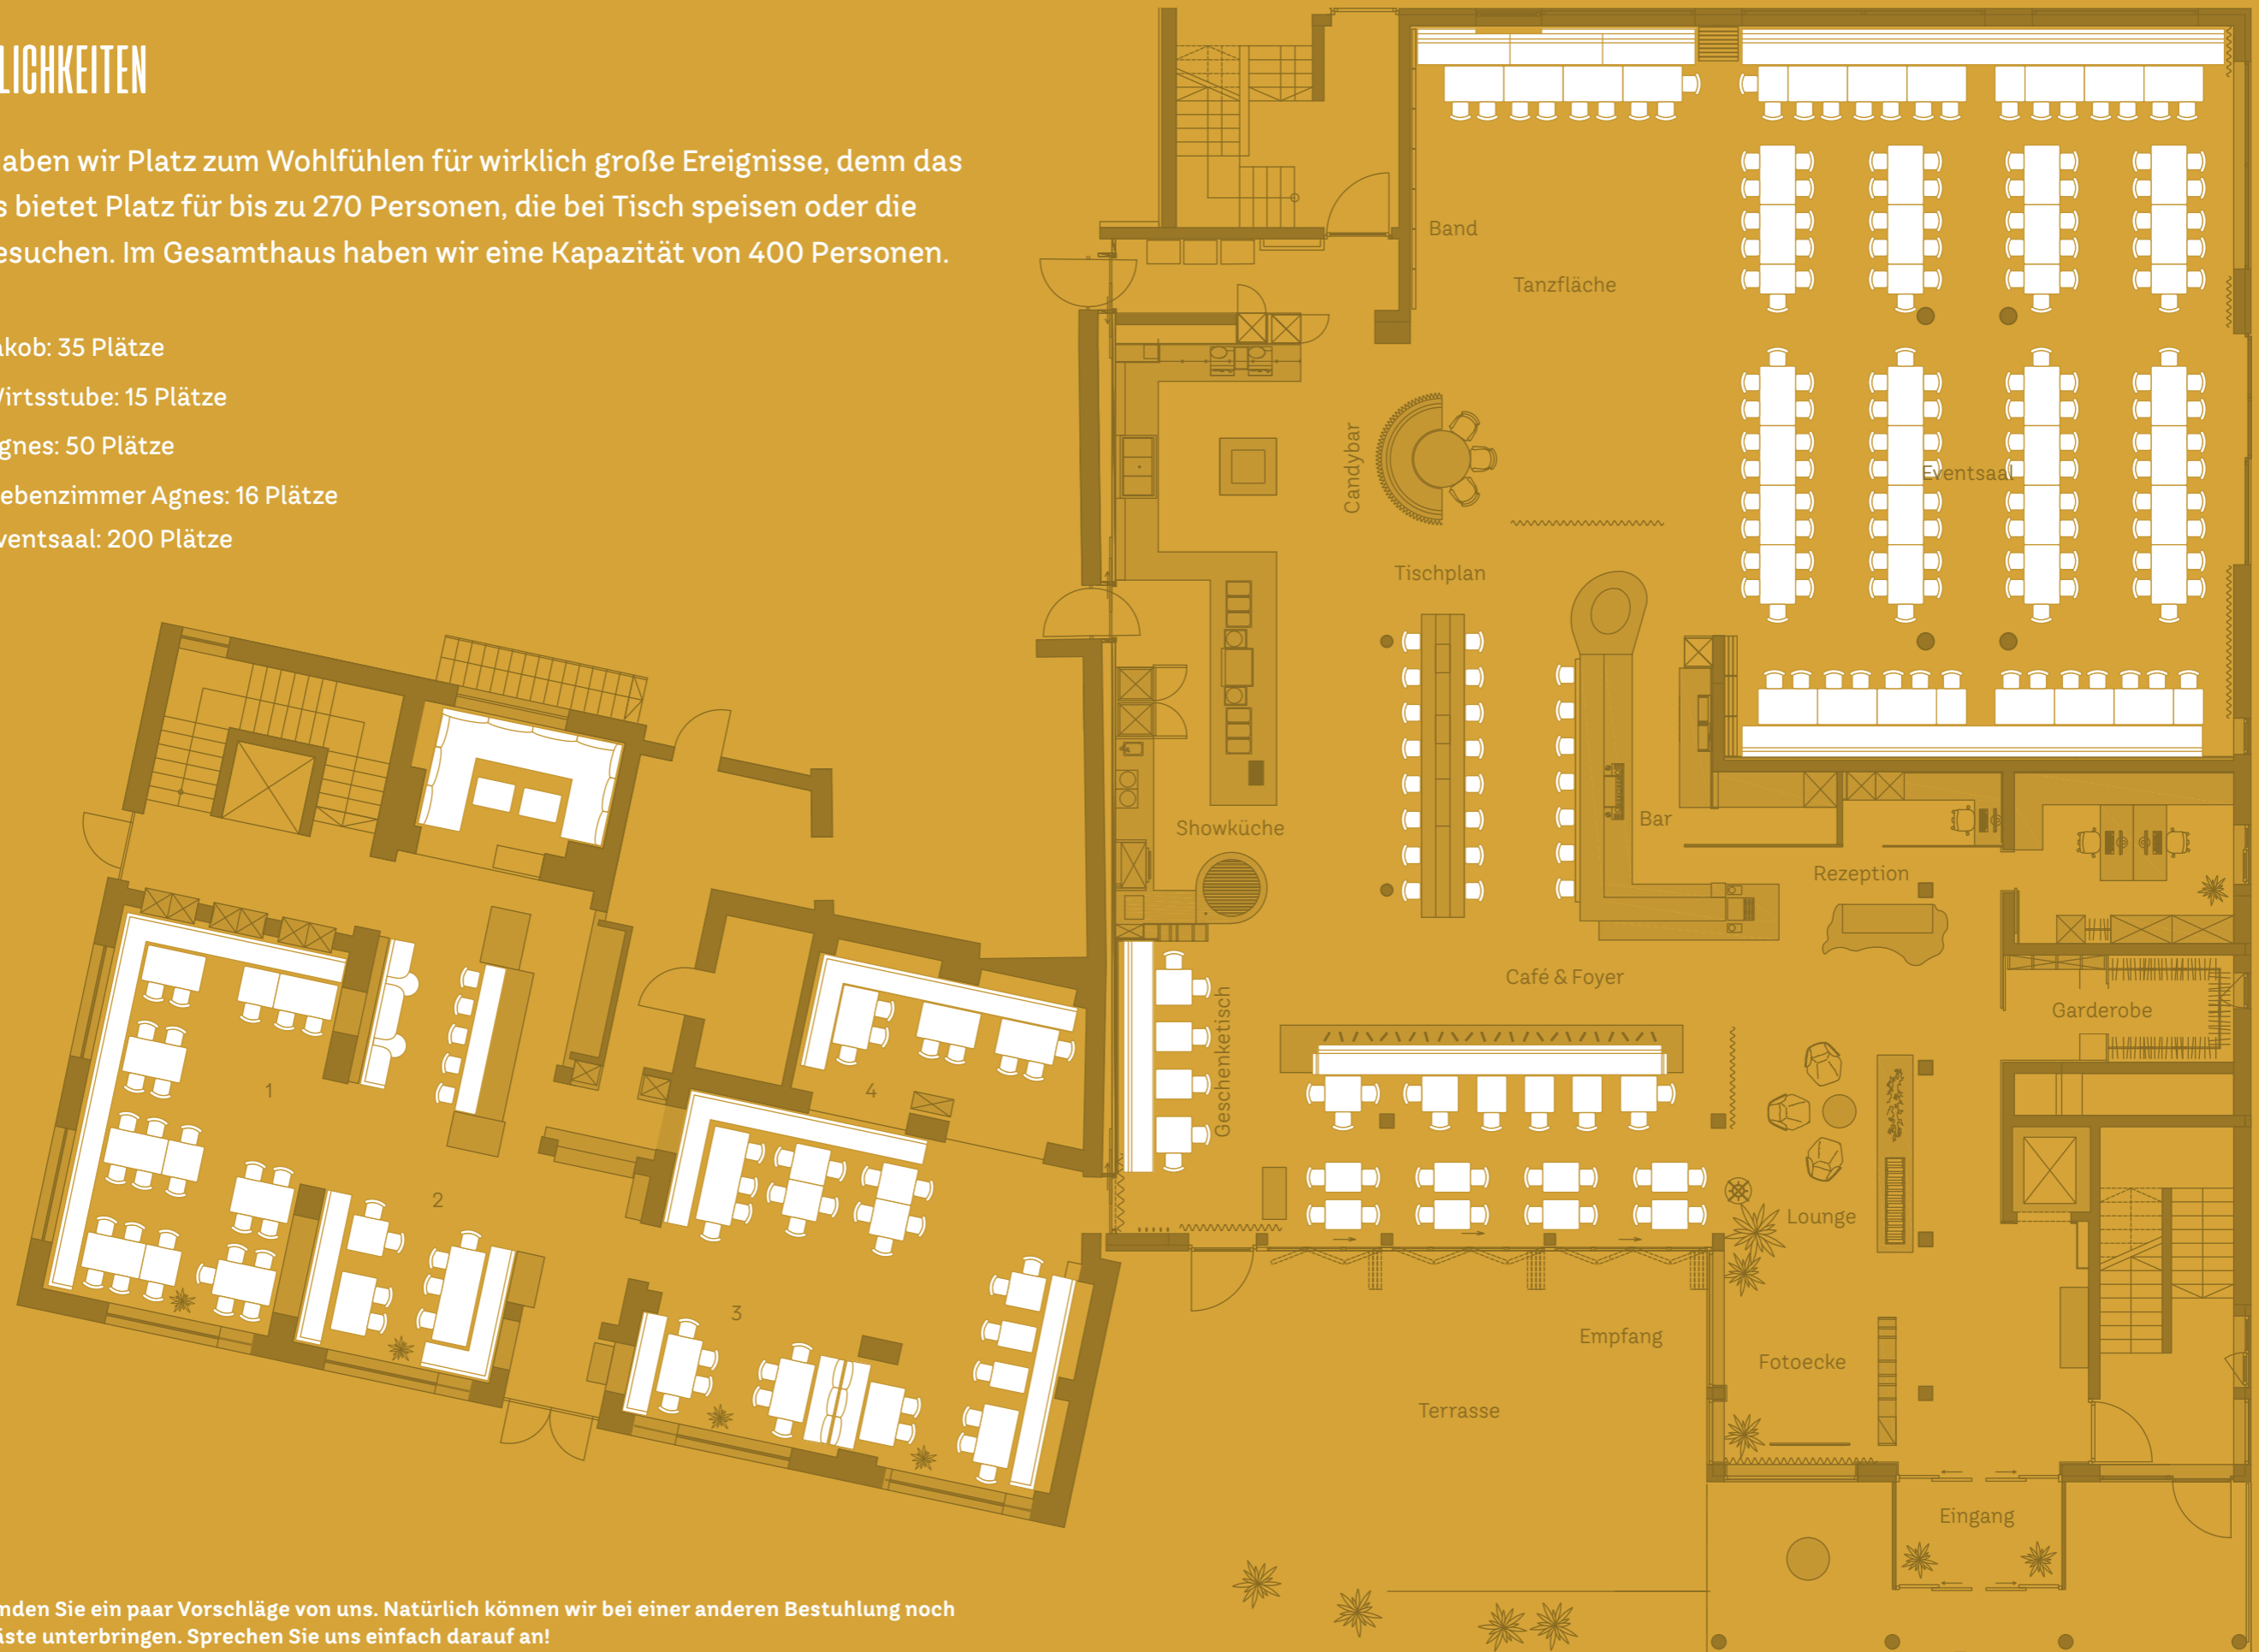 LICHKEITEN
aben wir Platz zum Wohlfühlen für wirklich große Ereignisse, denn das
s bietet Platz für bis zu 270 Personen, die bei Tisch speisen oder die
esuchen. Im Gesamthaus haben wir eine Kapazität von 400 Personen.
akob: 35 Plätze
Virtsstube: 15 Plätze
gnes: 50 Plätze
ebenzimmer Agnes: 16 Plätze
ventsaal: 200 Plätze
Band
Tanzfläche
Candybar
Eventsaal
Tischplan
Showküche
Bar
Rezeption
Café & Foyer
Geschenketisch
Garderobe
1
4
2
Lounge
3
Empfang
Fotoecke
Terrasse
Eingang
nden Sie ein paar Vorschläge von uns. Natürlich können wir bei einer anderen Bestuhlung noch
äste unterbringen. Sprechen Sie uns einfach darauf an!